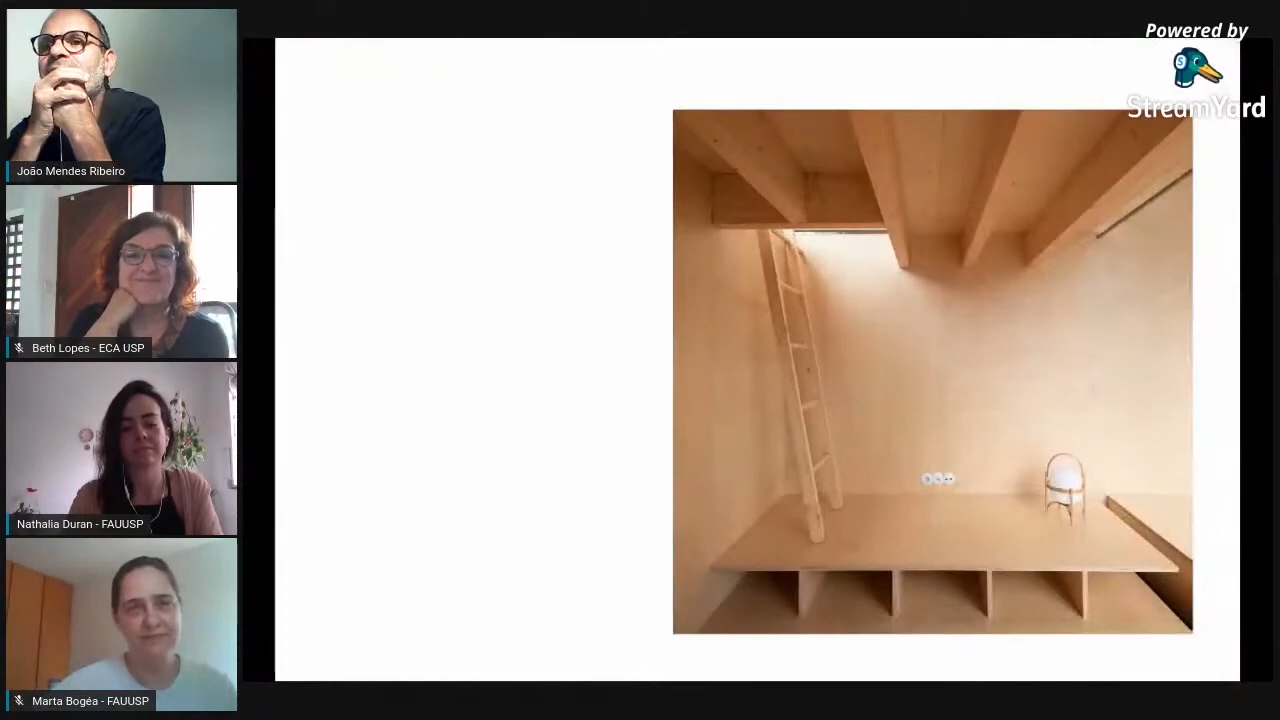 João Mendes Ribeiro
Beth Lopes - ECA USP
Nathalia Duran - FAUUSP
Marta Bogéa - FAUUSP
Powered by
S
StreamYard